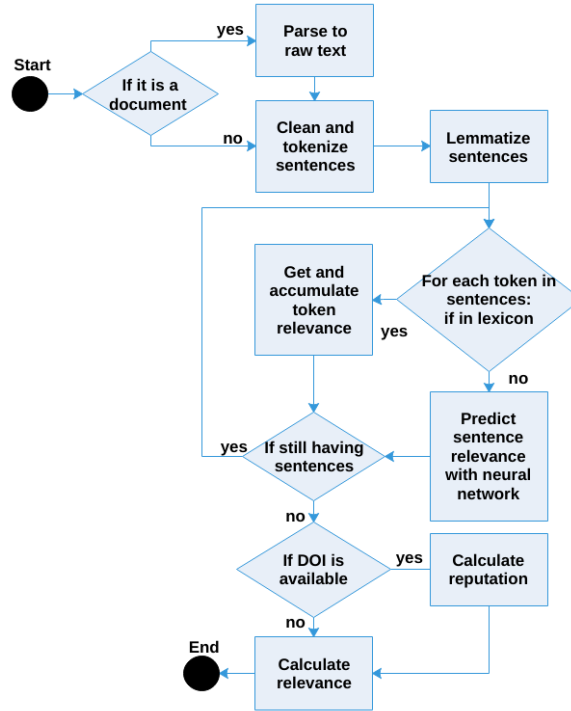 yes
Parse to
raw text
Start
If it is a
document
no
Clean and
tokenize
sentences
Lemmatize
sentences
For each token in
sentences:
if in lexicon
Get and
accumulate
token
relevance
yes
no
Predict
sentence
relevance
with neural
network
yes
If still having
sentences
no
If DOI is
available
yes
Calculate
reputation
no
End
Calculate
relevance